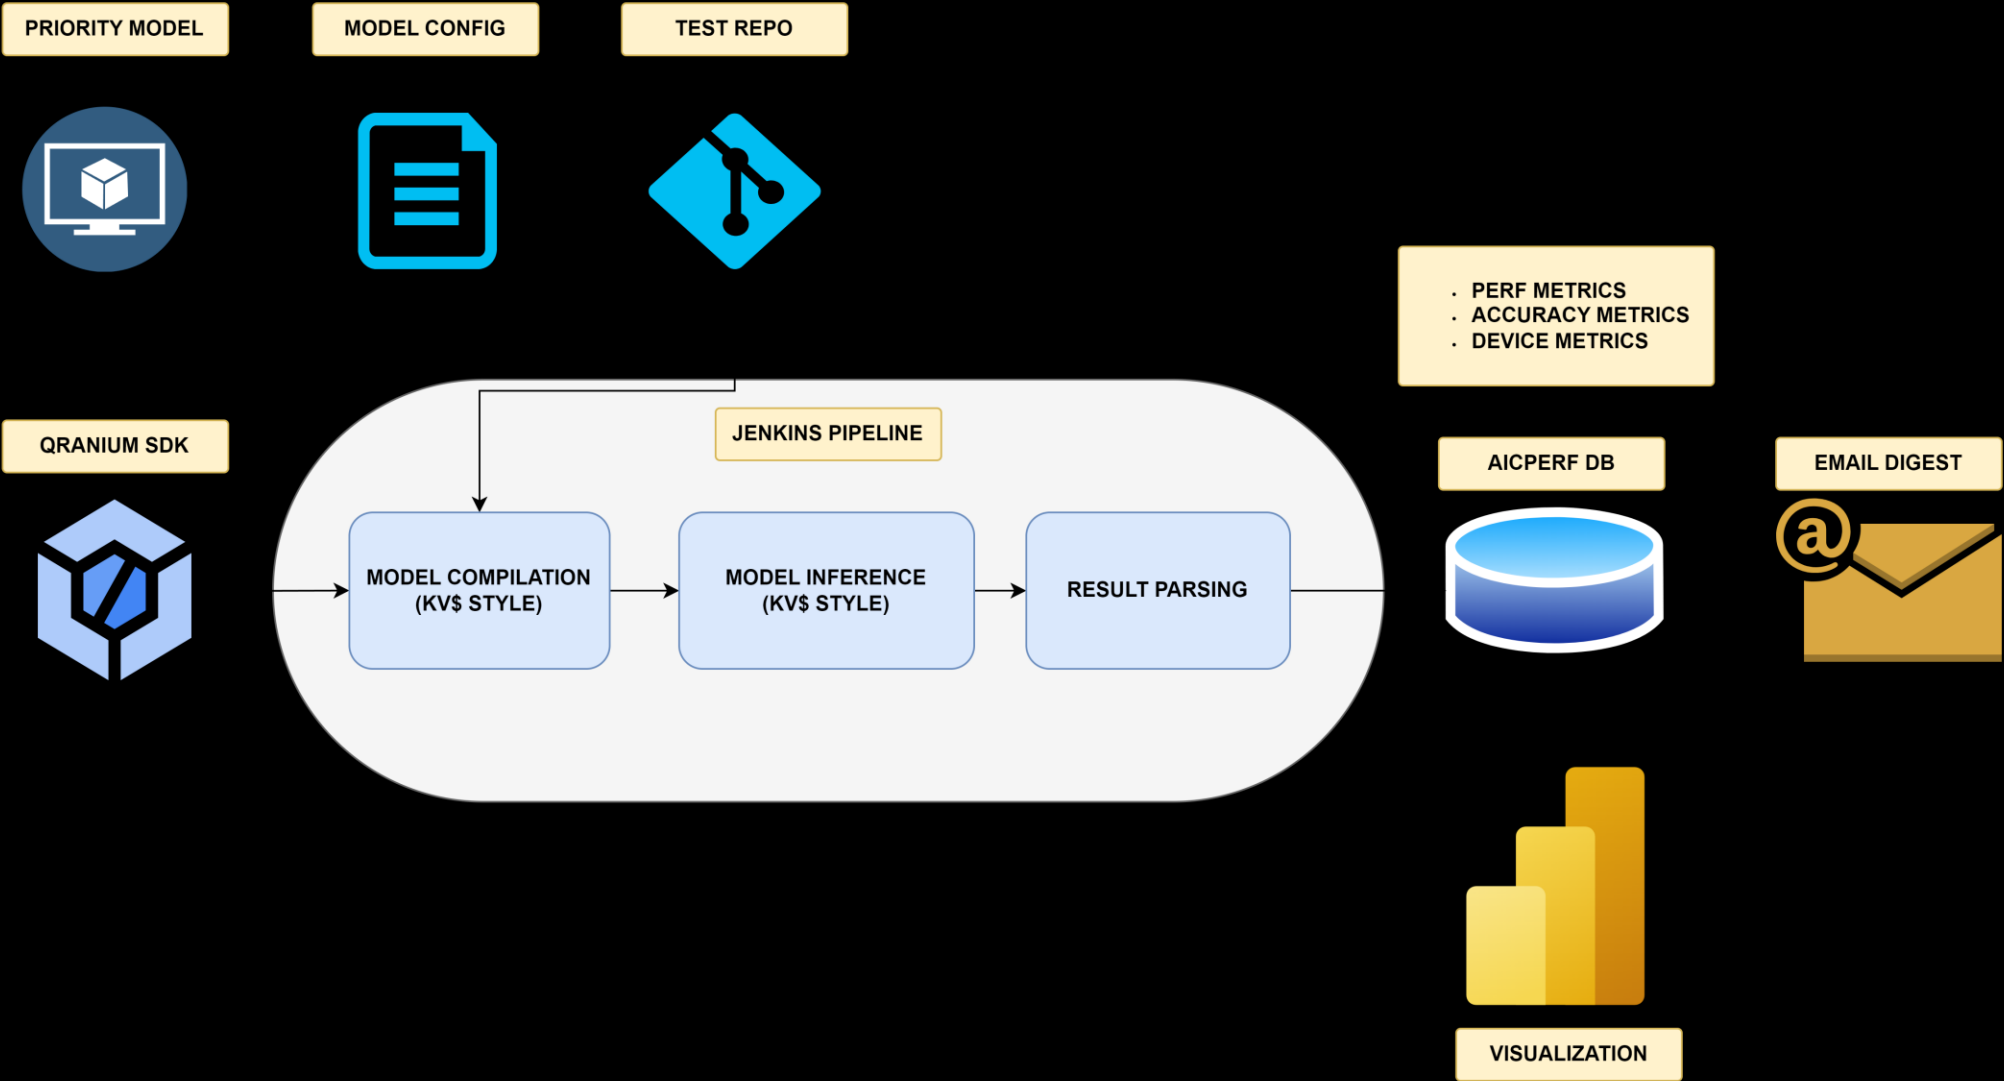 PRIORITY MODEL
MODEL CONFIG
TEST REPO
• PERF METRICS
• ACCURACY METRICS
• DEVICE METRICS
QRANIUM SDK
JENKINS PIPELINE
AICPERF DB
EMAIL DIGEST
@
MODEL COMPILATION
(KV$ STYLE)
MODEL INFERENCE
(KV$ STYLE)
RESULT PARSING
VISUALIZATION